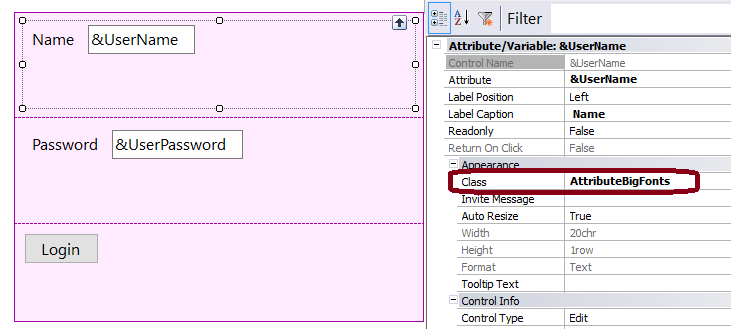 Name &UserName
Password &UserPassword
Login
Filter
Attribute/Variable: &UserName
Control Name &UserName
Attribute &UserName
Label Position Left
Label Caption Name
Readonly False
Return On Click False
Appearance
Class AttributeBigFonts
Invite Message
Auto Resize True
Width 20chr
Height 1row
Format Text
Tooltip Text
Control Info
Control Type Edit